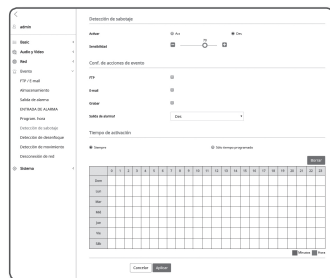 admin
Basic
Audio y Video
Red
Evento
FTP / E-mail
Almacenamiento
Salida de alarma
ENTRADA DE ALARMA
Program. hora
Detección de sabotaje
Detección de desenfoque
Detección de movimiento
Desconexión de red
Sistema
Detección de sabotaje
Activar
Des.
Sensibilidad
Conf. de acciones de evento
FTP
E-mail
Grabar
Salida de alarma1
Des.
Tiempo de activación
Siempre
Sólo tiempo programado
Borrar
0 1 2 3 4 5 6 7 8 9 10 11 12 13 14 15 16 17 18 19 20 21 22 23
Dom
Lun
Mar
Mié
Jue
Vie
Sáb
Minutos Hora
Cancelar Aplicar